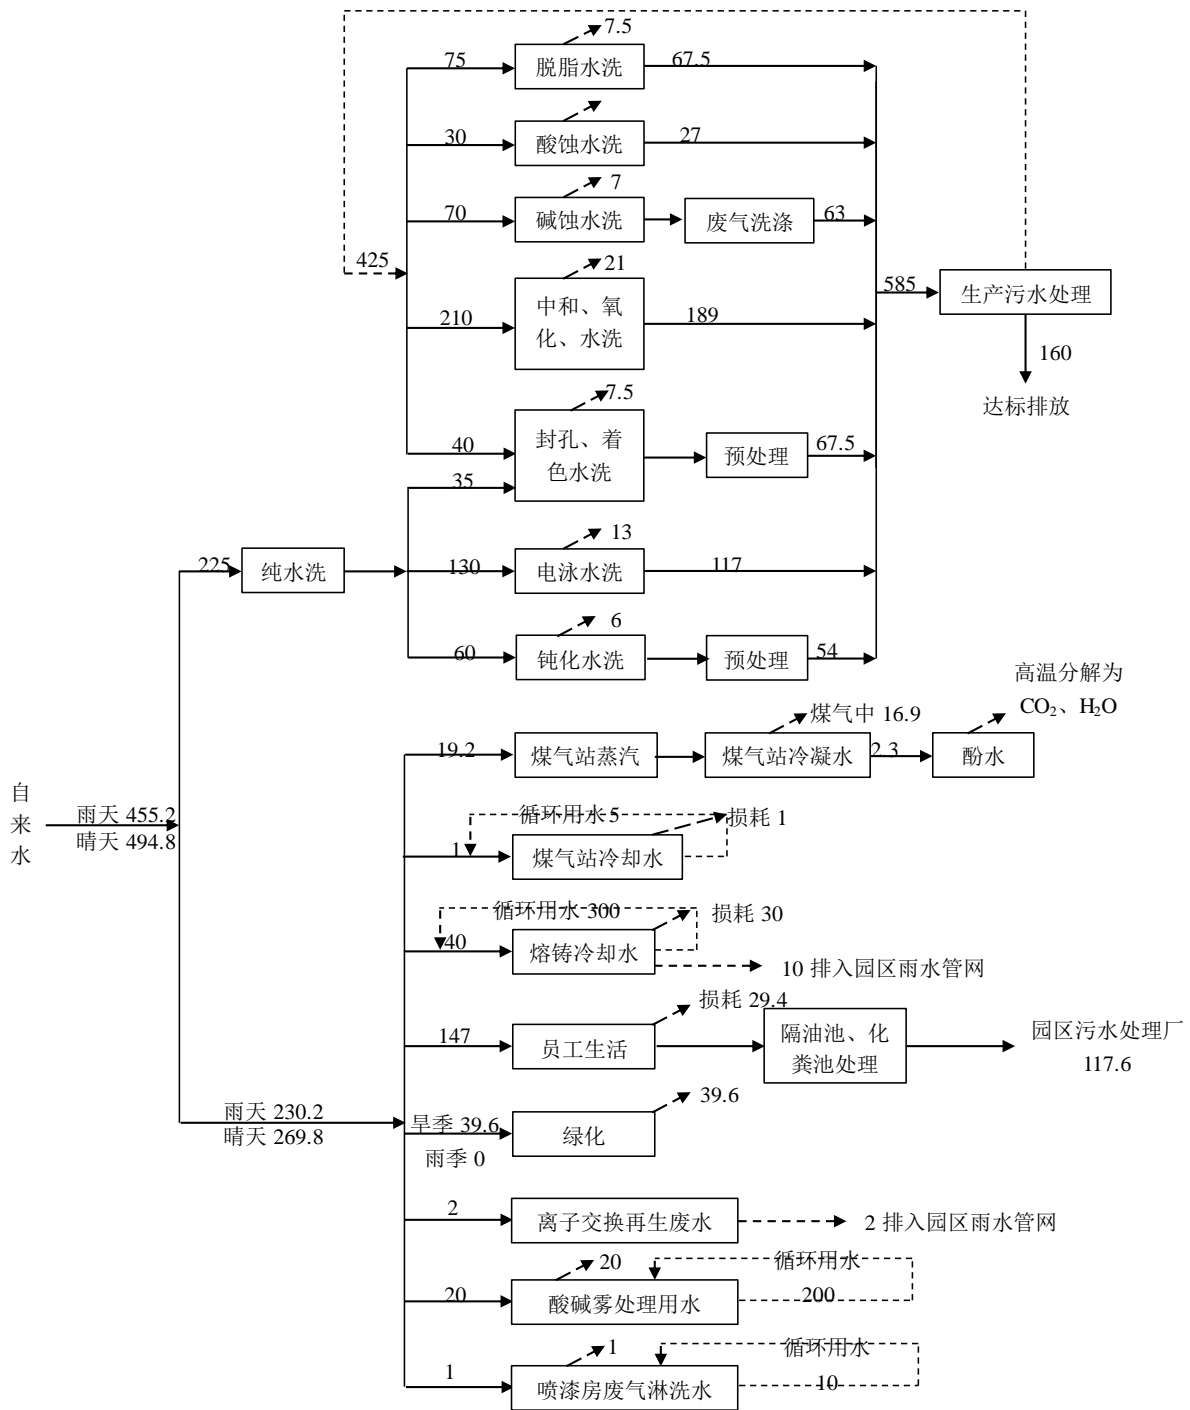 7.5
75
脱脂水洗
67.5
30
酸蚀水洗
27
7
70
碱蚀水洗
废气洗涤
63
425
21
210
中和、氧
化、水洗
189
585
生产污水处理
160
达标排放
7.5
40
封孔、着
色水洗
预处理
67.5
35
13
225
纯水洗
130
电泳水洗
117
6
60
钝化水洗
预处理
54
高温分解为
CO₂、H₂O
煤气中 16.9
19.2
煤气站蒸汽
煤气站冷凝水
2.3
酚水
自
来
水
雨天 455.2
晴天 494.8
循环用水 5
损耗 1
1
煤气站冷却水
循环用水 300
损耗 30
40
熔铸冷却水
10 排入园区雨水管网
损耗 29.4
147
员工生活
隔油池、化
粪池处理
园区污水处理厂
117.6
雨天 230.2
晴天 269.8
39.6
旱季 39.6
雨季 0
绿化
2
离子交换再生废水
2 排入园区雨水管网
20
循环用水
20
酸碱雾处理用水
200
1
循环用水
1
喷漆房废气淋洗水
10